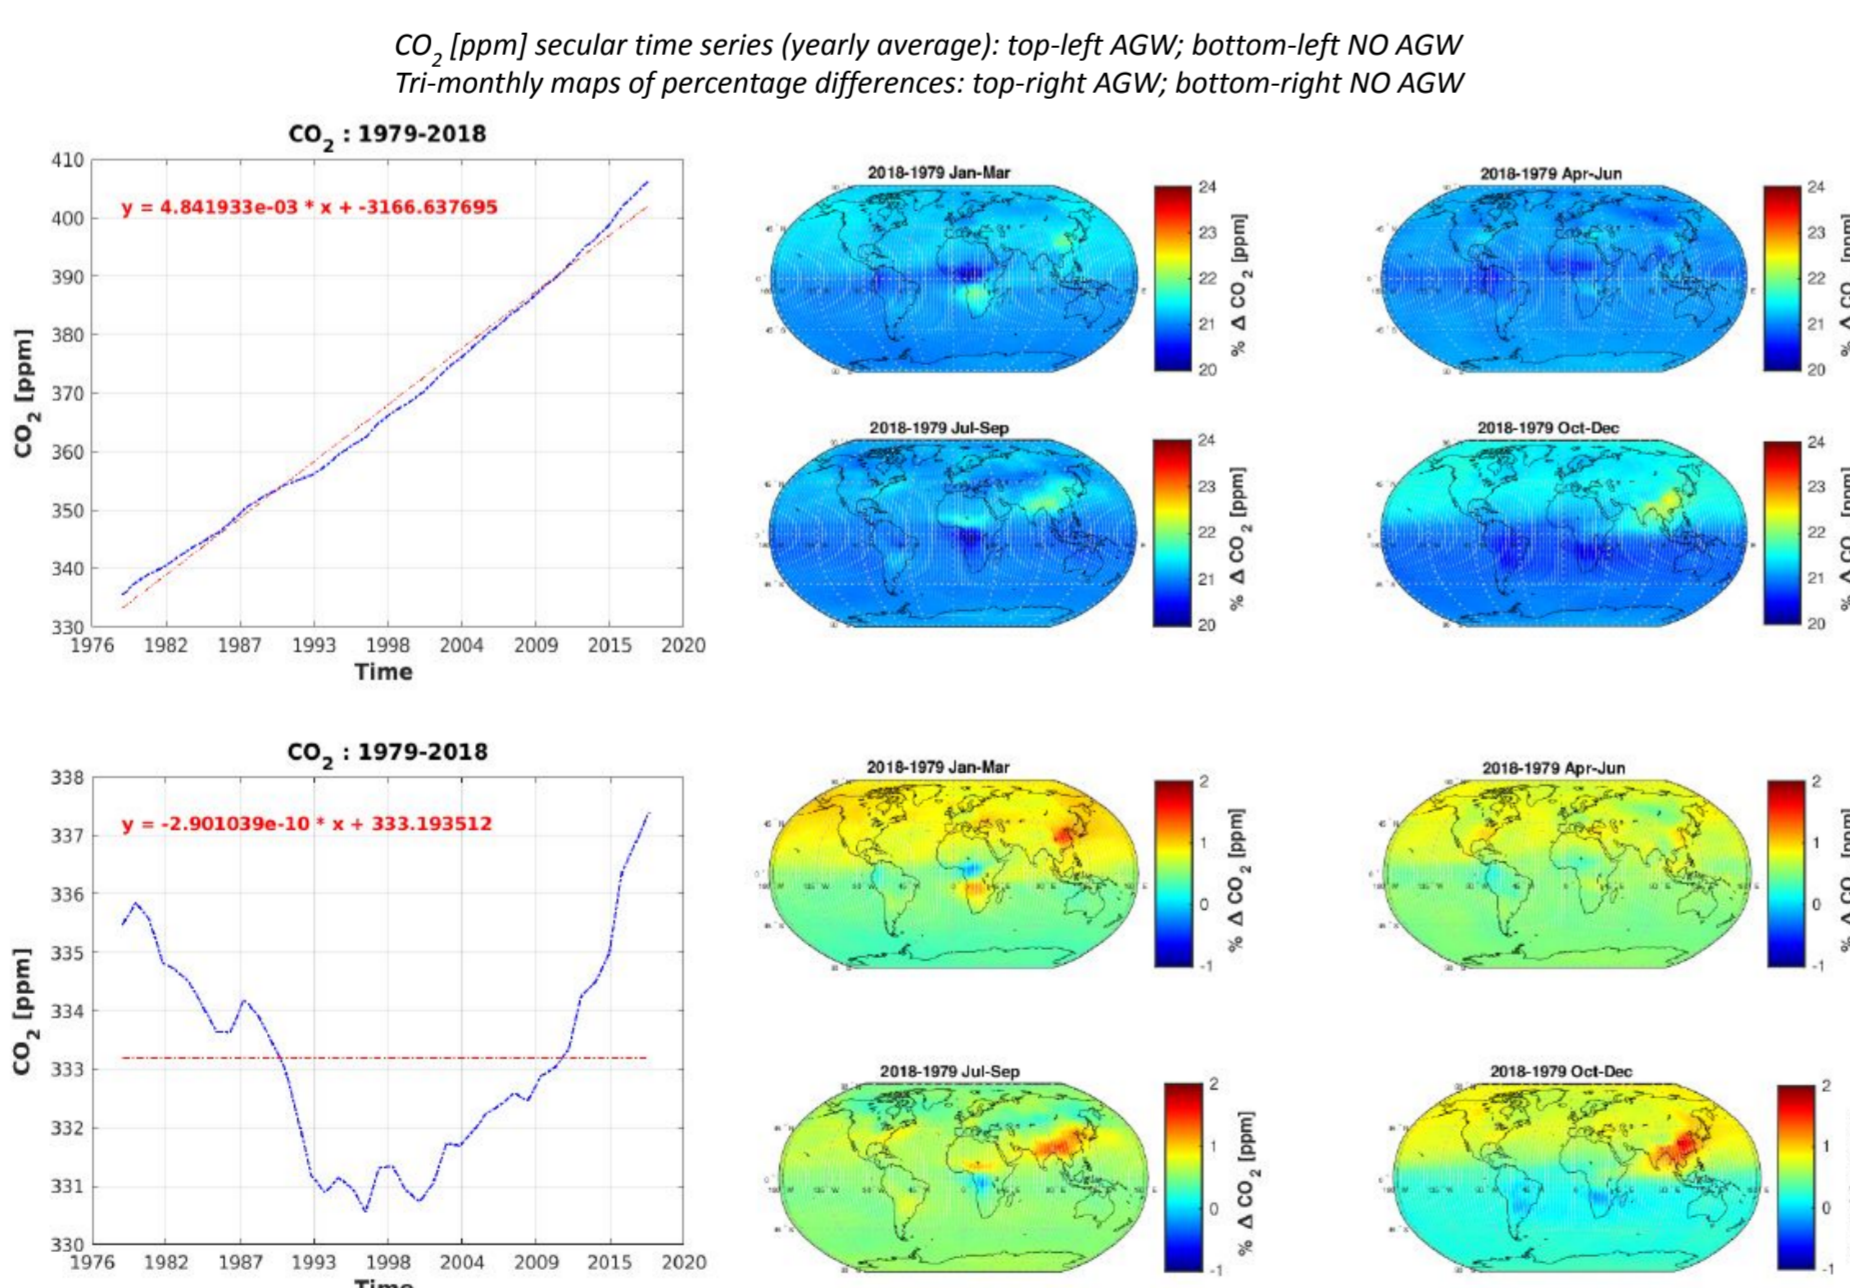 CO2 [ppm] secular time series (yearly average): top-left AGW; bottom-left NO AGW
Tri-monthly maps of percentage differences: top-right AGW; bottom-right NO AGW
CO2 : 1979-2018
y = 4.841933e-03 * x + -3166.637695
CO2 [ppm]
410
400
390
380
370
360
350
340
330
1976 1982 1987 1993 1998 2004 2009 2015 2020
Time
2018-1979 Jan-Mar
24
23
22
21
20
% Δ CO2 [ppm]
2018-1979 Apr-Jun
24
23
22
21
20
% Δ CO2 [ppm]
2018-1979 Jul-Sep
24
23
22
21
20
% Δ CO2 [ppm]
2018-1979 Oct-Dec
24
23
22
21
20
% Δ CO2 [ppm]
CO2 : 1979-2018
y = -2.901039e-10 * x + 333.193512
CO2 [ppm]
338
337
336
335
334
333
332
331
330
1976 1982 1987 1993 1998 2004 2009 2015 2020
Time
2018-1979 Jan-Mar
2
1
0
-1
% Δ CO2 [ppm]
2018-1979 Apr-Jun
2
1
0
-1
% Δ CO2 [ppm]
2018-1979 Jul-Sep
2
1
0
-1
% Δ CO2 [ppm]
2018-1979 Oct-Dec
2
1
0
-1